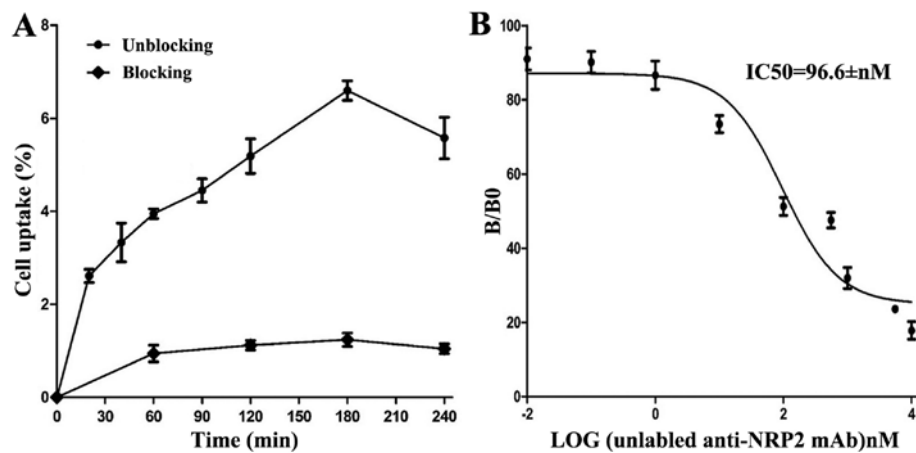 A
Unblocking
Blocking
Cell uptake (%)
8
6
4
2
0
0 30 60 90 120 150 180 210 240
Time (min)
B
IC50=96.6±nM
B/B0
100
80
60
40
20
0
-2 0 2 4
LOG (unlabled anti-NRP2 mAb)nM